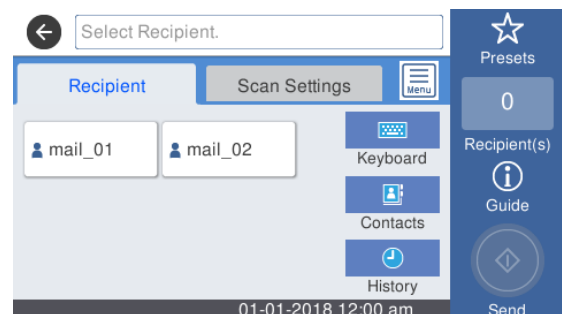 Select Recipient.
Presets
Recipient
Scan Settings
Menu
0
Recipient(s)
mail_01
mail_02
Keyboard
Guide
Contacts
History
01-01-2018 12:00 am
Send